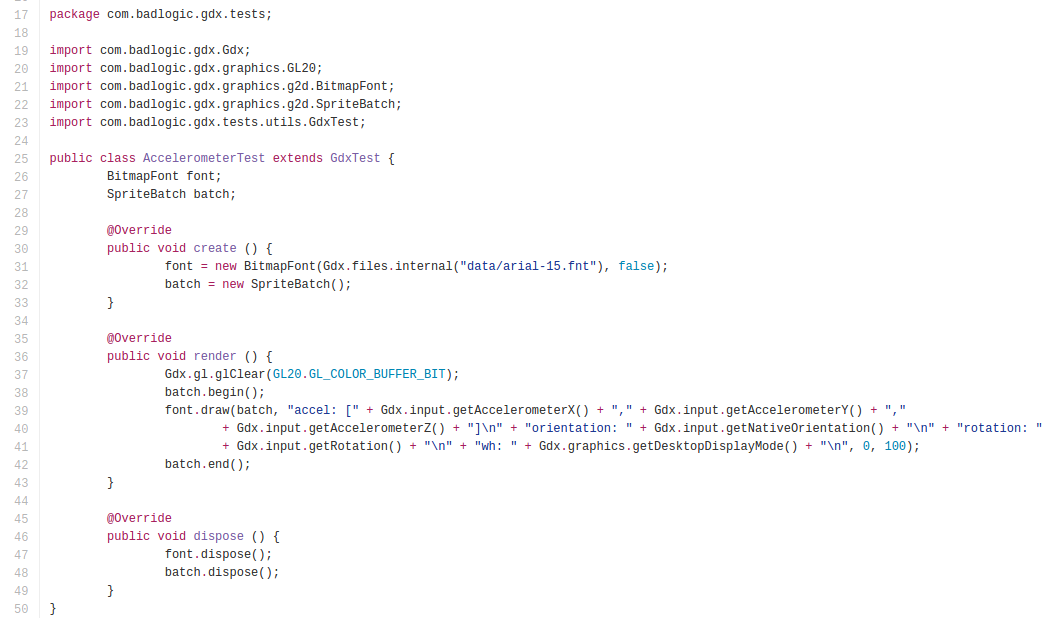 17 package com.badlogic.gdx.tests;
18
19 import com.badlogic.gdx.Gdx;
20 import com.badlogic.gdx.graphics.GL20;
21 import com.badlogic.gdx.graphics.g2d.BitmapFont;
22 import com.badlogic.gdx.graphics.g2d.SpriteBatch;
23 import com.badlogic.gdx.tests.utils.GdxTest;
24
25 public class AccelerometerTest extends GdxTest {
26         BitmapFont font;
27         SpriteBatch batch;
28
29         @Override
30         public void create () {
31                 font = new BitmapFont(Gdx.files.internal("data/arial-15.fnt"), false);
32                 batch = new SpriteBatch();
33         }
34
35         @Override
36         public void render () {
37                 Gdx.gl.glClear(GL20.GL_COLOR_BUFFER_BIT);
38                 batch.begin();
39                 font.draw(batch, "accel: [" + Gdx.input.getAccelerometerX() + "," + Gdx.input.getAccelerometerY() + ","
40                         + Gdx.input.getAccelerometerZ() + "]\n" + "orientation: " + Gdx.input.getNativeOrientation() + "\n" + "rotation: "
41                         + Gdx.input.getRotation() + "\n" + "wh: " + Gdx.graphics.getDesktopDisplayMode() + "\n", 0, 100);
42                 batch.end();
43         }
44
45         @Override
46         public void dispose () {
47                 font.dispose();
48                 batch.dispose();
49         }
50 }